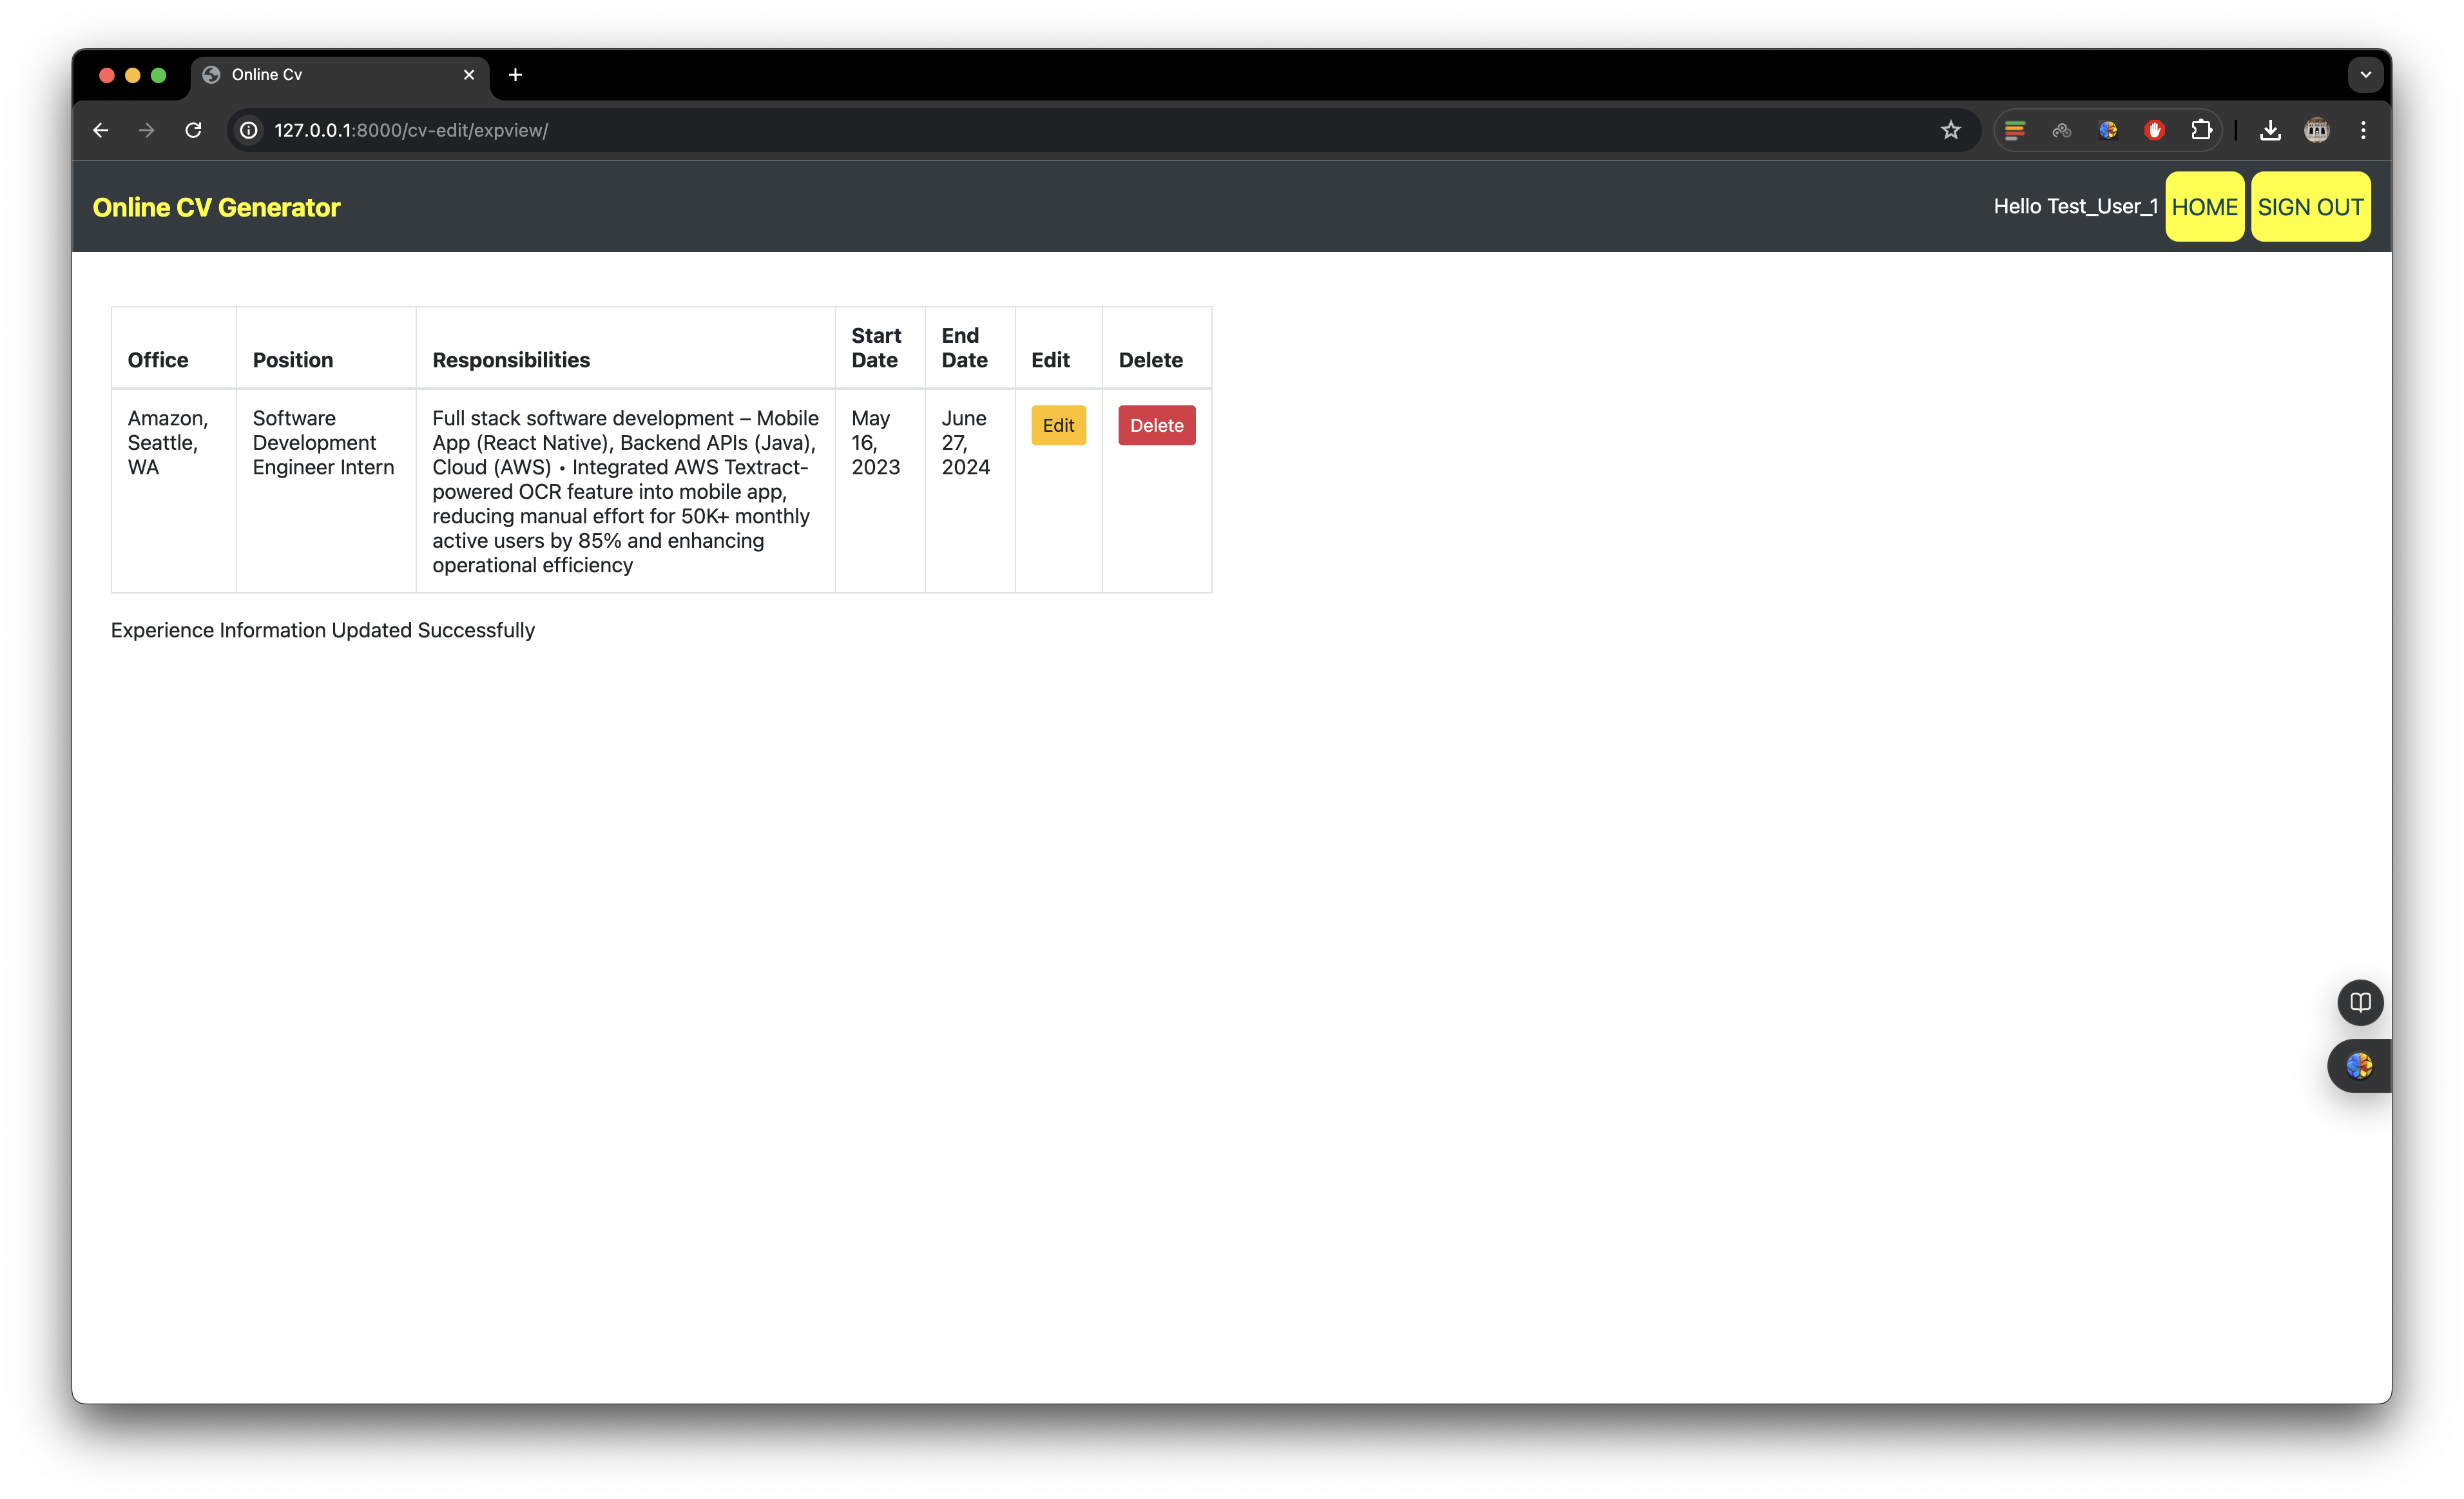 Online Cv
127.0.0.1:8000/cv-edit/expview/
Online CV Generator
Hello Test_User_1
HOME
SIGN OUT
Office
Position
Responsibilities
Start
Date
End
Date
Edit
Delete
Amazon,
Seattle,
WA
Software
Development
Engineer Intern
Full stack software development – Mobile
App (React Native), Backend APIs (Java),
Cloud (AWS) • Integrated AWS Textract-
powered OCR feature into mobile app,
reducing manual effort for 50K+ monthly
active users by 85% and enhancing
operational efficiency
May
16,
2023
June
27,
2024
Edit
Delete
Experience Information Updated Successfully